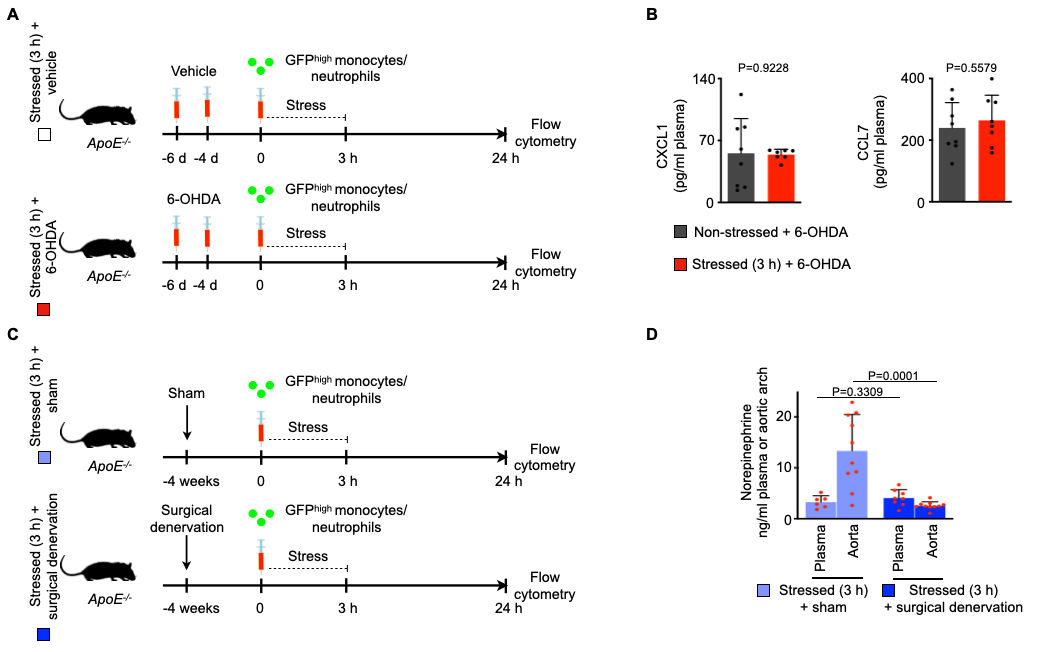 A
Stressed (3 h) +
vehicle
ApoE-/-
Vehicle
GFPhigh monocytes/
neutrophils
Stress
-6 d
-4 d
0
3 h
24 h
Flow
cytometry
Stressed (3 h) +
6-OHDA
ApoE-/-
6-OHDA
GFPhigh monocytes/
neutrophils
Stress
-6 d
-4 d
0
3 h
24 h
Flow
cytometry
B
P=0.9228
CXCL1
(pg/ml plasma)
140
70
0
P=0.5579
CCL7
(pg/ml plasma)
400
200
0
Non-stressed + 6-OHDA
Stressed (3 h) + 6-OHDA
C
Stressed (3 h) +
sham
ApoE-/-
Sham
GFPhigh monocytes/
neutrophils
Stress
-4 weeks
0
3 h
24 h
Flow
cytometry
Stressed (3 h) +
surgical denervation
ApoE-/-
Surgical
denervation
GFPhigh monocytes/
neutrophils
Stress
-4 weeks
0
3 h
24 h
Flow
cytometry
D
P=0.0001
P=0.3309
Norepinephrine
ng/ml plasma or aortic arch
20
10
0
Plasma
Aorta
Plasma
Aorta
Stressed (3 h)
+ sham
Stressed (3 h)
+ surgical denervation